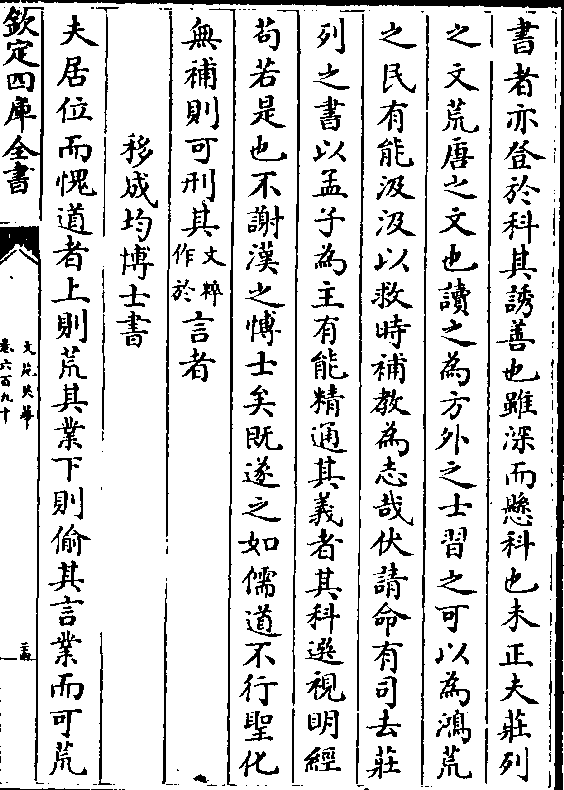 書者亦登於科其誘善也雖深而懸科也未正夫莊列
之文荒唐之文也讀之為方外之士習之可以為鴻荒
之民有能汲汲以救時補教為志哉伏請命有司去莊
列之書以孟子為主有能精通其義者其科選視明經
苟若是也不謝漢之博士矣既遂之如儒道不行聖化
無補則可刑其文粹作於言者
移成均博士書
夫居位而愧道者上則荒其業下則偷其言業而可荒
欽定四庫全書
文苑英華
卷六百九十